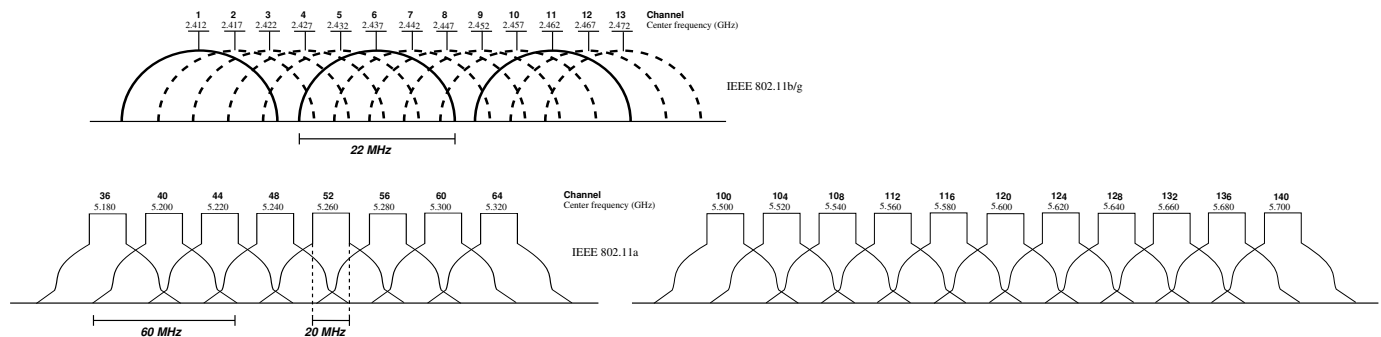 1 2 3 4 5 6 7 8 9 10 11 12 13 Channel
2.412 2.417 2.422 2.427 2.432 2.437 2.442 2.447 2.452 2.457 2.462 2.467 2.472 Center frequency (GHz)
IEEE 802.11b/g
22 MHz
36 40 44 48 52 56 60 64 Channel
5.180 5.200 5.220 5.240 5.260 5.280 5.300 5.320 Center frequency (GHz)
100 104 108 112 116 120 124 128 132 136 140
5.500 5.520 5.540 5.560 5.580 5.600 5.620 5.640 5.660 5.680 5.700
IEEE 802.11a
60 MHz
20 MHz